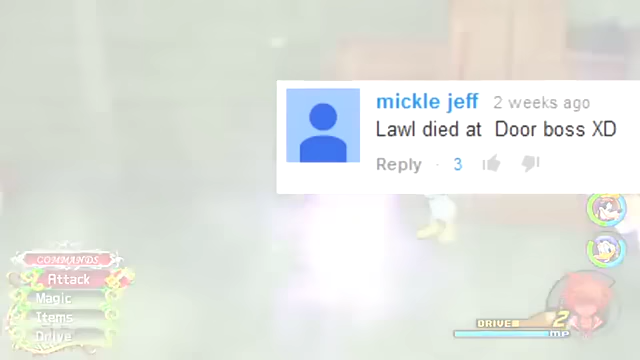 mickle jeff 2 weeks ago
Lawl died at Door boss XD
Reply · 3
COMMANDS
Attack
Magic
Items
Drive
DRIVE 2
MP